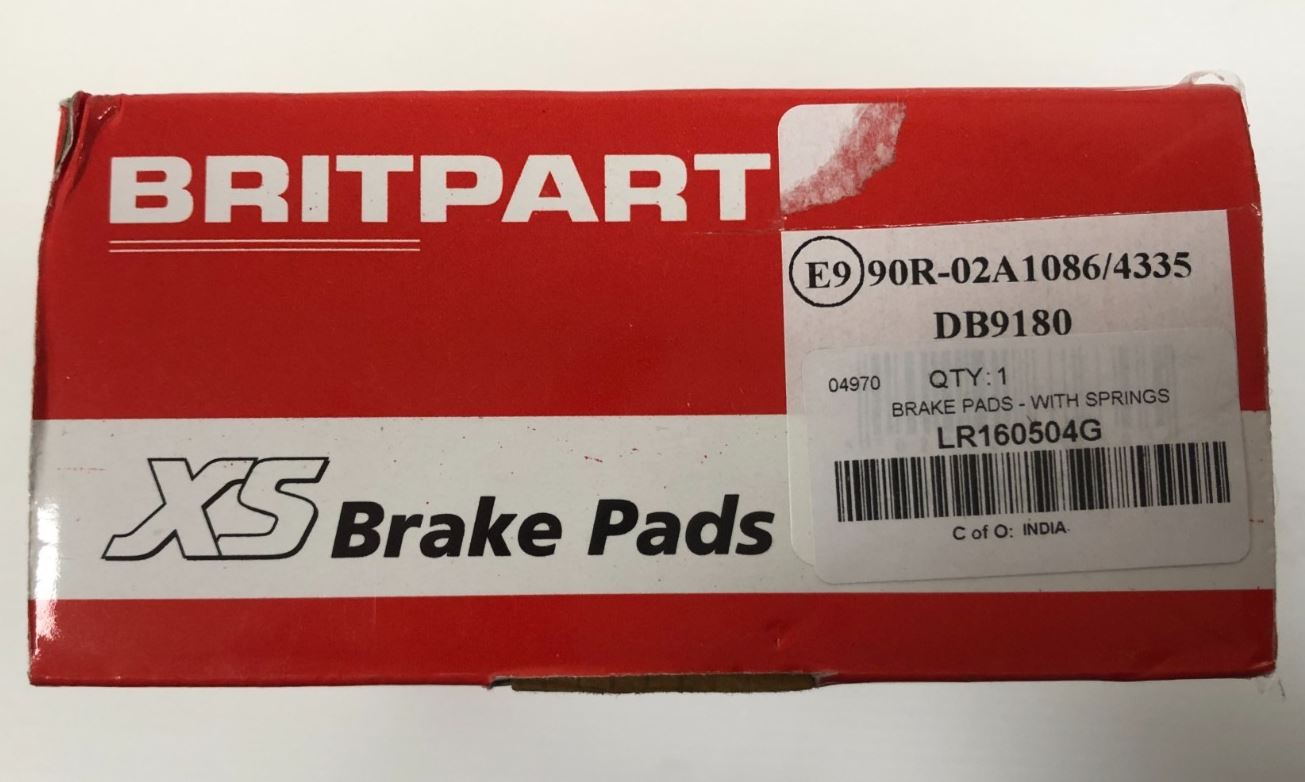 BRITPART
E9 90R-02A1086/4335
DB9180
04970 QTY: 1
BRAKE PADS - WITH SPRINGS
LR160504G
C of O: INDIA
XS Brake Pads